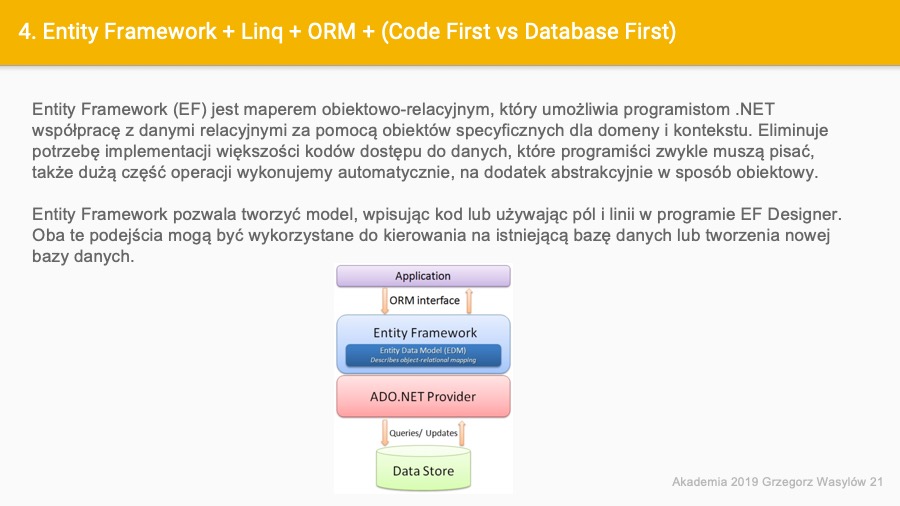 4. Entity Framework + Linq + ORM + (Code First vs Database First)
Entity Framework (EF) jest maperem obiektowo-relacyjnym, który umożliwia programistom .NET
współpracę z danymi relacyjnymi za pomocą obiektów specyficznych dla domeny i kontekstu. Eliminuje
potrzebę implementacji większości kodów dostępu do danych, które programiści zwykle muszą pisać,
także dużą część operacji wykonujemy automatycznie, na dodatek abstrakcyjnie w sposób obiektowy.
Entity Framework pozwala tworzyć model, wpisując kod lub używając pól i linii w programie EF Designer.
Oba te podejścia mogą być wykorzystane do kierowania na istniejącą bazę danych lub tworzenia nowej
bazy danych.
Application
ORM interface
Entity Framework
Entity Data Model (EDM)
Describes object-relational mapping
ADO.NET Provider
Queries/ Updates
Data Store
Akademia 2019 Grzegorz Wasylów 21